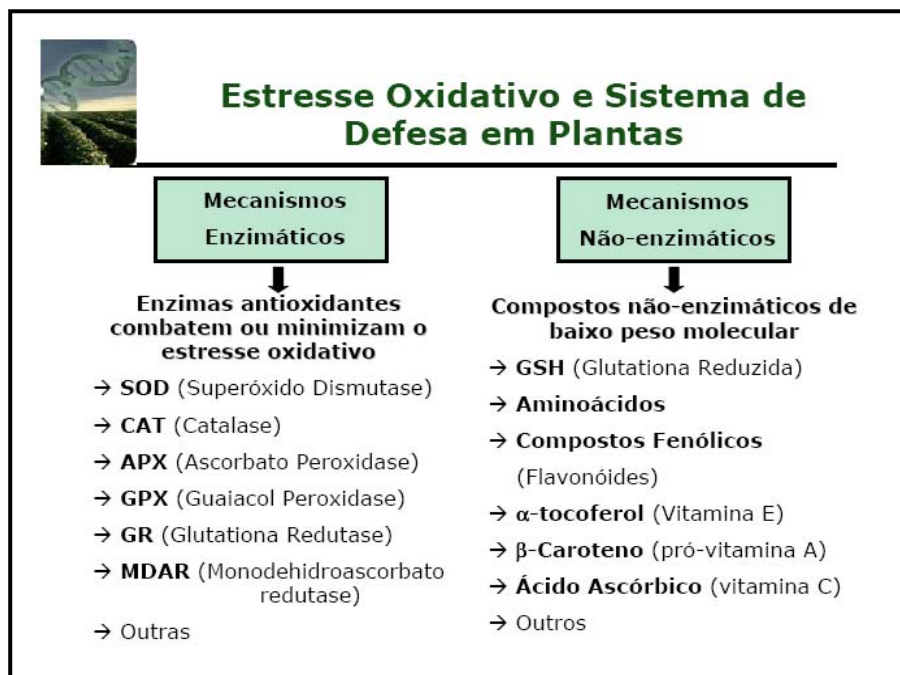 Estresse Oxidativo e Sistema de
Defesa em Plantas
Mecanismos
Enzimáticos
Enzimas antioxidantes
combatem ou minimizam o
estresse oxidativo
→ SOD (Superóxido Dismutase)
→ CAT (Catalase)
→ APX (Ascorbato Peroxidase)
→ GPX (Guaiacol Peroxidase)
→ GR (Glutationa Redutase)
→ MDAR (Monodehidroascorbato
redutase)
→ Outras
Mecanismos
Não-enzimáticos
Compostos não-enzimáticos de
baixo peso molecular
→ GSH (Glutationa Reduzida)
→ Aminoácidos
→ Compostos Fenólicos
(Flavonóides)
→ α-tocoferol (Vitamina E)
→ β-Caroteno (pró-vitamina A)
→ Ácido Ascórbico (vitamina C)
→ Outros